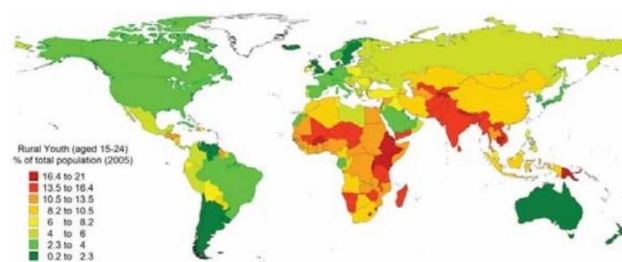 Rural Youth (aged 15-24)
% of total population (2005)
16.4 to 21
13.5 to 16.4
10.5 to 13.5
8.2 to 10.5
6 to 8.2
4 to 6
2.3 to 4
0.2 to 2.3